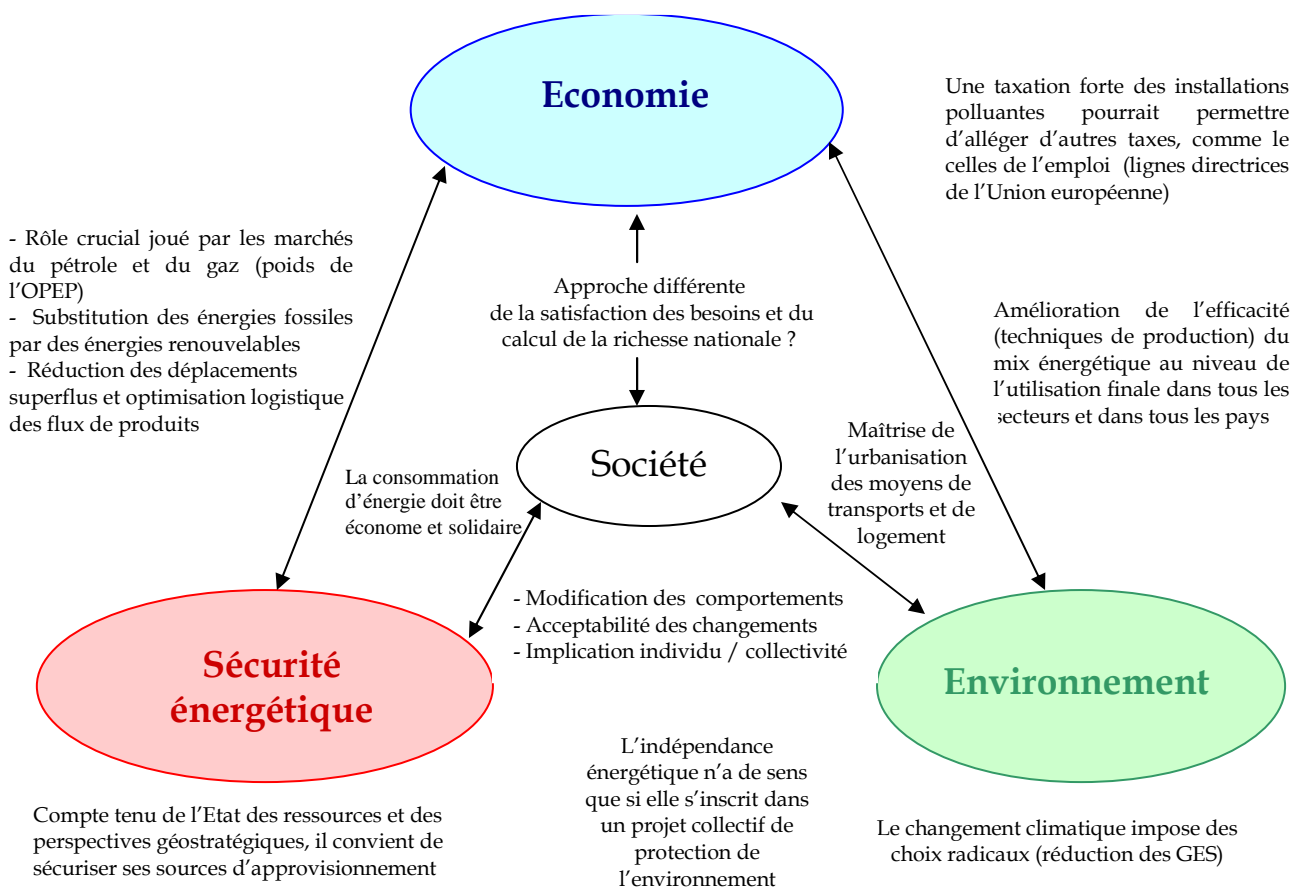 Economie
Une taxation forte des installations
polluantes pourrait permettre
d'alléger d'autres taxes, comme le
celles de l'emploi (lignes directrices
de l'Union européenne)
- Rôle crucial joué par les marchés
du pétrole et du gaz (poids de
l'OPEP)
- Substitution des énergies fossiles
par des énergies renouvelables
- Réduction des déplacements
superflus et optimisation logistique
des flux de produits
Approche différente
de la satisfaction des besoins et du
calcul de la richesse nationale ?
Amélioration de l'efficacité
(techniques de production) du
mix énergétique au niveau de
l'utilisation finale dans tous les
secteurs et dans tous les pays
Société
Maîtrise de
l'urbanisation
des moyens de
transports et de
logement
La consommation
d'énergie doit être
économe et solidaire
- Modification des comportements
- Acceptabilité des changements
- Implication individu / collectivité
Sécurité
énergétique
Environnement
L'indépendance
énergétique n'a de sens
que si elle s'inscrit dans
un projet collectif de
protection de
l'environnement
Compte tenu de l'Etat des ressources et des
perspectives géostratégiques, il convient de
sécuriser ses sources d'approvisionnement
Le changement climatique impose des
choix radicaux (réduction des GES)